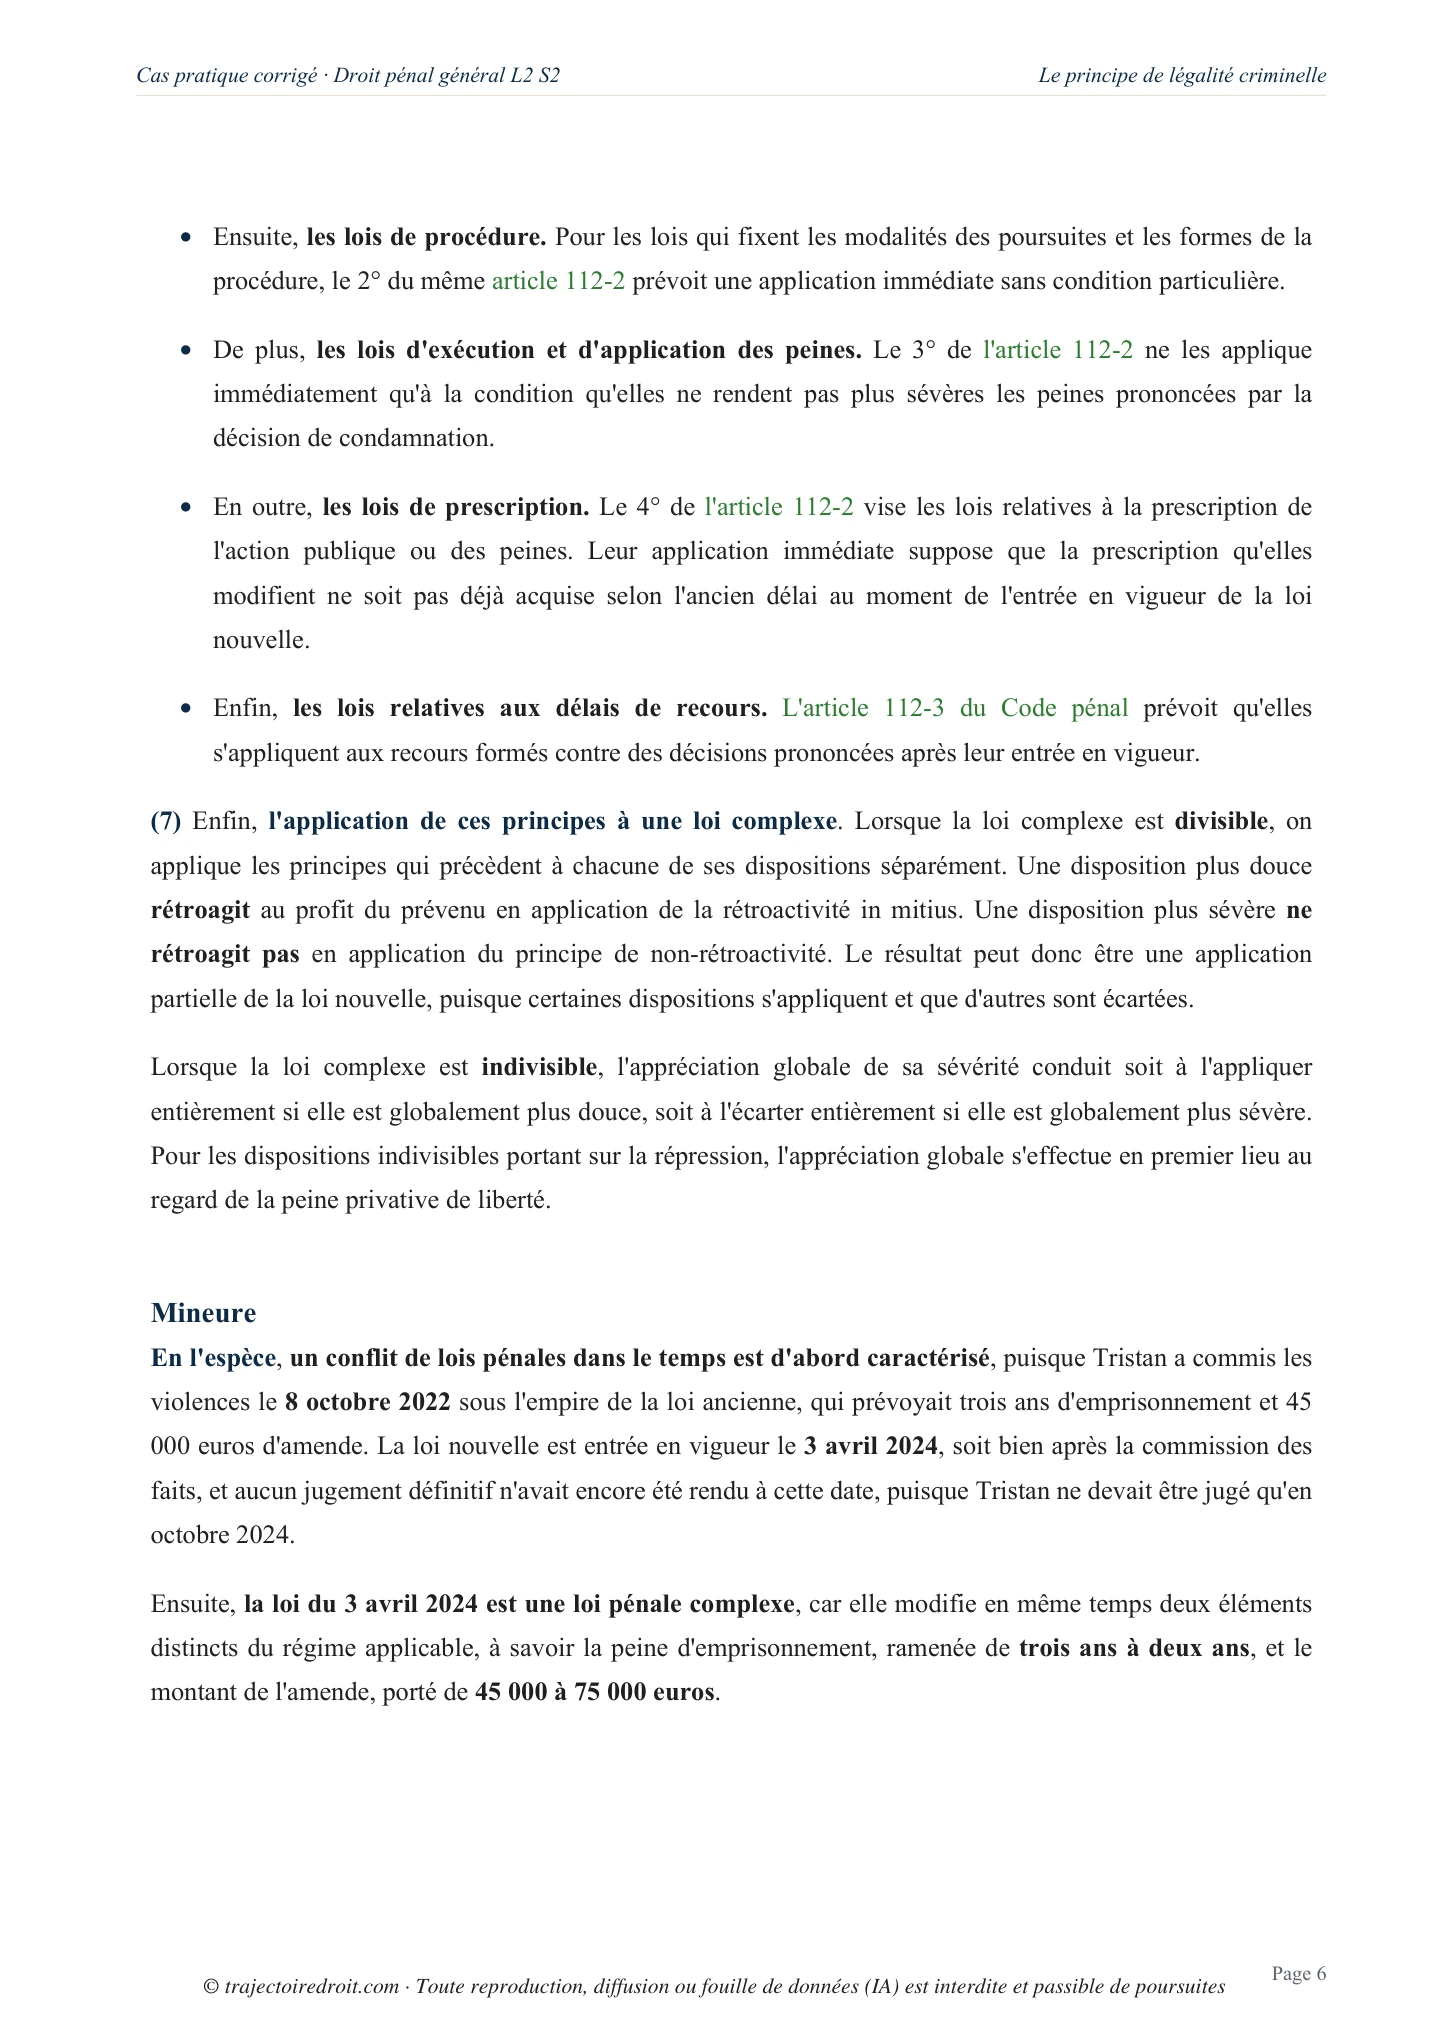 Cas pratique corrigé · Droit pénal général L2 S2
Le principe de légalité criminelle
• Ensuite, les lois de procédure. Pour les lois qui fixent les modalités des poursuites et les formes de la
procédure, le 2° du même article 112-2 prévoit une application immédiate sans condition particulière.
• De plus, les lois d'exécution et d'application des peines. Le 3° de l'article 112-2 ne les applique
immédiatement qu'à la condition qu'elles ne rendent pas plus sévères les peines prononcées par la
décision de condamnation.
• En outre, les lois de prescription. Le 4° de l'article 112-2 vise les lois relatives à la prescription de
l'action publique ou des peines. Leur application immédiate suppose que la prescription qu'elles
modifient ne soit pas déjà acquise selon l'ancien délai au moment de l'entrée en vigueur de la loi
nouvelle.
• Enfin, les lois relatives aux délais de recours. L'article 112-3 du Code pénal prévoit qu'elles
s'appliquent aux recours formés contre des décisions prononcées après leur entrée en vigueur.
(7) Enfin, l'application de ces principes à une loi complexe. Lorsque la loi complexe est divisible, on
applique les principes qui précèdent à chacune de ses dispositions séparément. Une disposition plus douce
rétroagit au profit du prévenu en application de la rétroactivité in mitius. Une disposition plus sévère ne
rétroagit pas en application du principe de non-rétroactivité. Le résultat peut donc être une application
partielle de la loi nouvelle, puisque certaines dispositions s'appliquent et que d'autres sont écartées.
Lorsque la loi complexe est indivisible, l'appréciation globale de sa sévérité conduit soit à l'appliquer
entièrement si elle est globalement plus douce, soit à l'écarter entièrement si elle est globalement plus sévère.
Pour les dispositions indivisibles portant sur la répression, l'appréciation globale s'effectue en premier lieu au
regard de la peine privative de liberté.
Mineure
En l'espèce, un conflit de lois pénales dans le temps est d'abord caractérisé, puisque Tristan a commis les
violences le 8 octobre 2022 sous l'empire de la loi ancienne, qui prévoyait trois ans d'emprisonnement et 45
000 euros d'amende. La loi nouvelle est entrée en vigueur le 3 avril 2024, soit bien après la commission des
faits, et aucun jugement définitif n'avait encore été rendu à cette date, puisque Tristan ne devait être jugé qu'en
octobre 2024.
Ensuite, la loi du 3 avril 2024 est une loi pénale complexe, car elle modifie en même temps deux éléments
distincts du régime applicable, à savoir la peine d'emprisonnement, ramenée de trois ans à deux ans, et le
montant de l'amende, porté de 45 000 à 75 000 euros.
Page 6
© trajectoiredroit.com · Toute reproduction, diffusion ou fouille de données (IA) est interdite et passible de poursuites